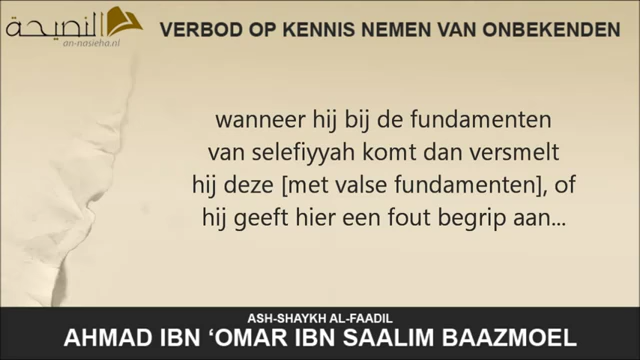 النصيحة
an-nasieha.nl
VERBOD OP KENNIS NEMEN VAN ONBEKENDEN
wanneer hij bij de fundamenten
van selefiyyah komt dan versmelt
hij deze [met valse fundamenten], of
hij geeft hier een fout begrip aan...
ASH-SHAYKH AL-FAADIL
AHMAD IBN ‘OMAR IBN SAALIM BAAZMOEL